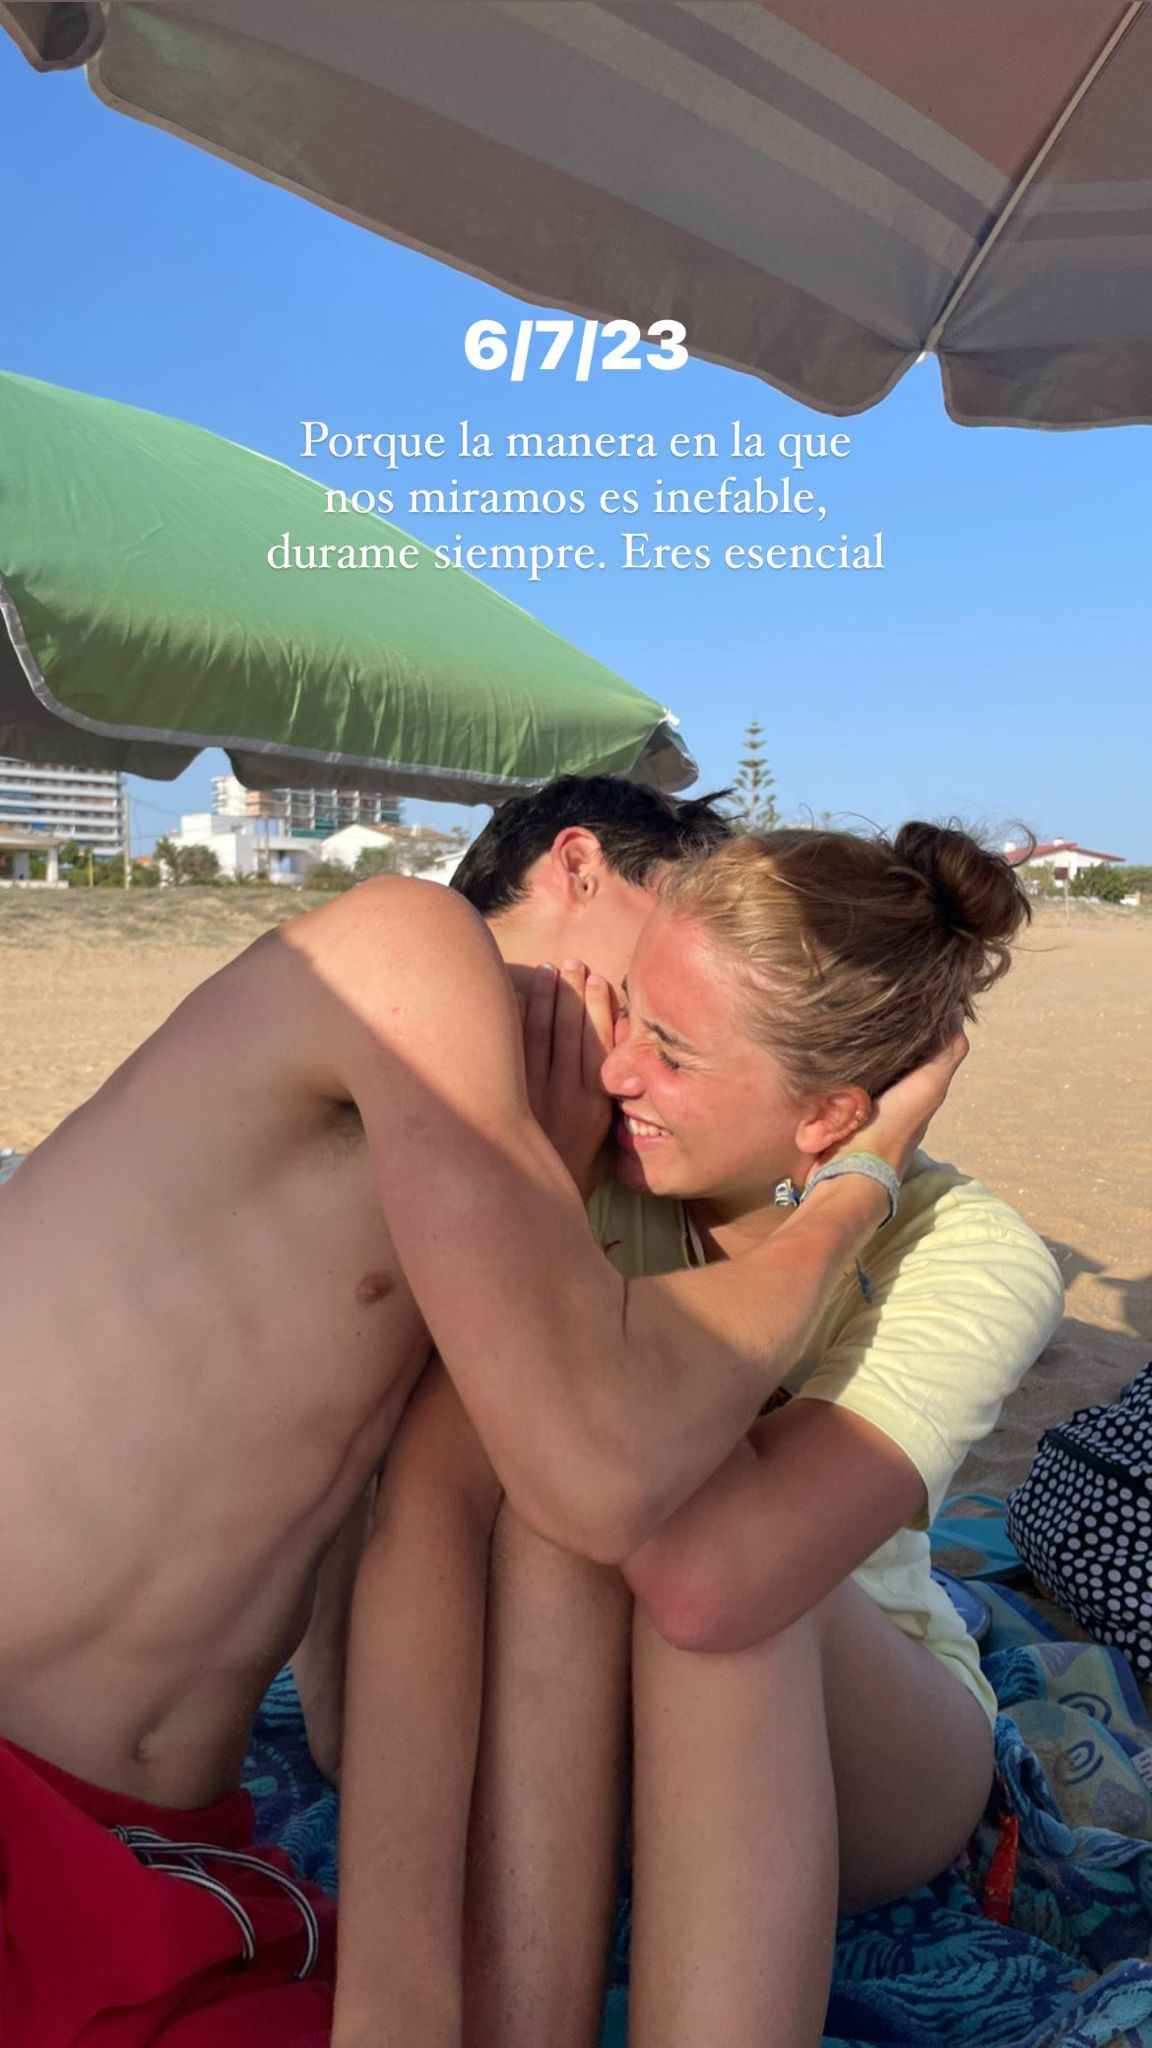 6/7/23
Porque la manera en la que
nos miramos es inefable,
durame siempre. Eres esencial